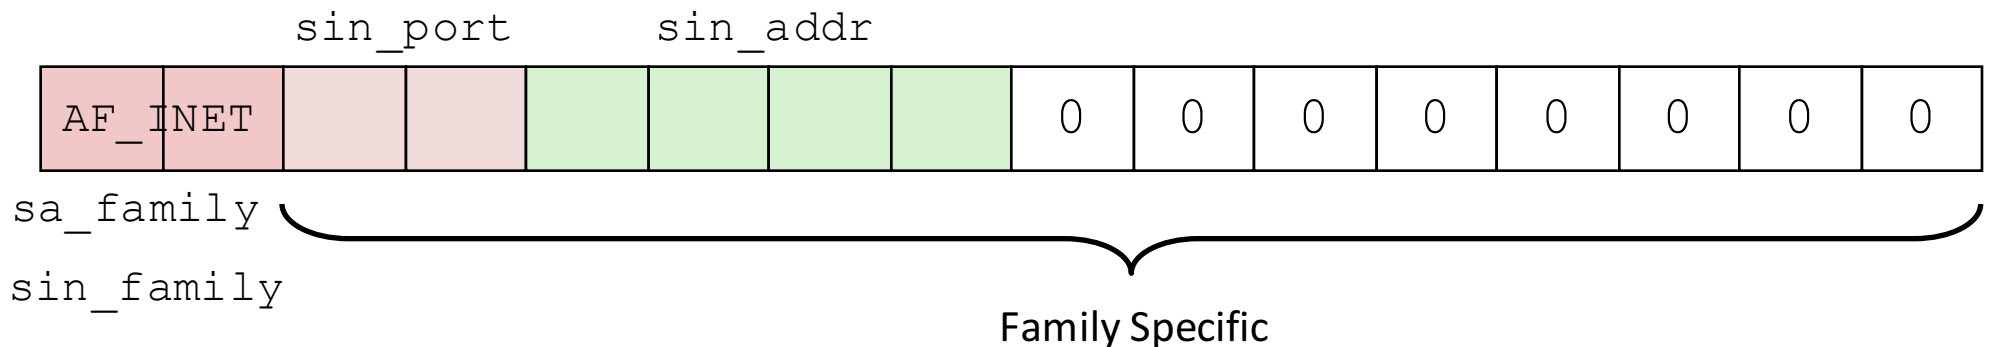 sin_port sin_addr
AF_INET 0 0 0 0 0 0 0 0
sa_family
sin_family
Family Specific